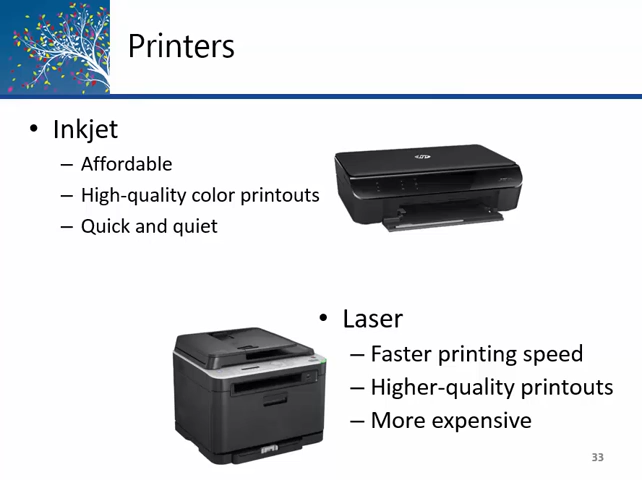 Printers
• Inkjet
– Affordable
– High-quality color printouts
– Quick and quiet
hp
• Laser
– Faster printing speed
– Higher-quality printouts
– More expensive
33